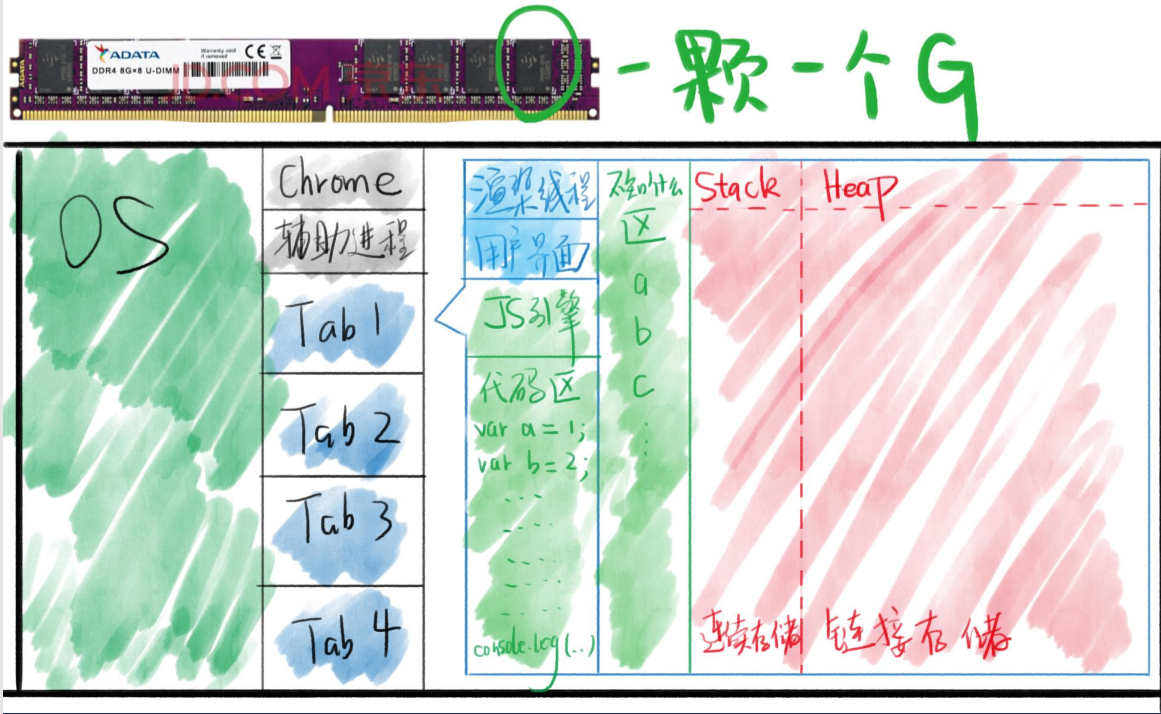 ADATA
Warranty void
if removed
CE
DDR4 8G×8 U-DIMM
ADATA
JD.COM 京东
一颗一个G
OS
Chrome
辅助进程
Tab 1
Tab 2
Tab 3
Tab 4
渲染线程
用户界面
JS引擎
代码区
var a = 1;
var b = 2;
...
....
....
....
....
console.log(..)
不知什么
区
a
b
c
Stack
Heap
连续存储
链接存储